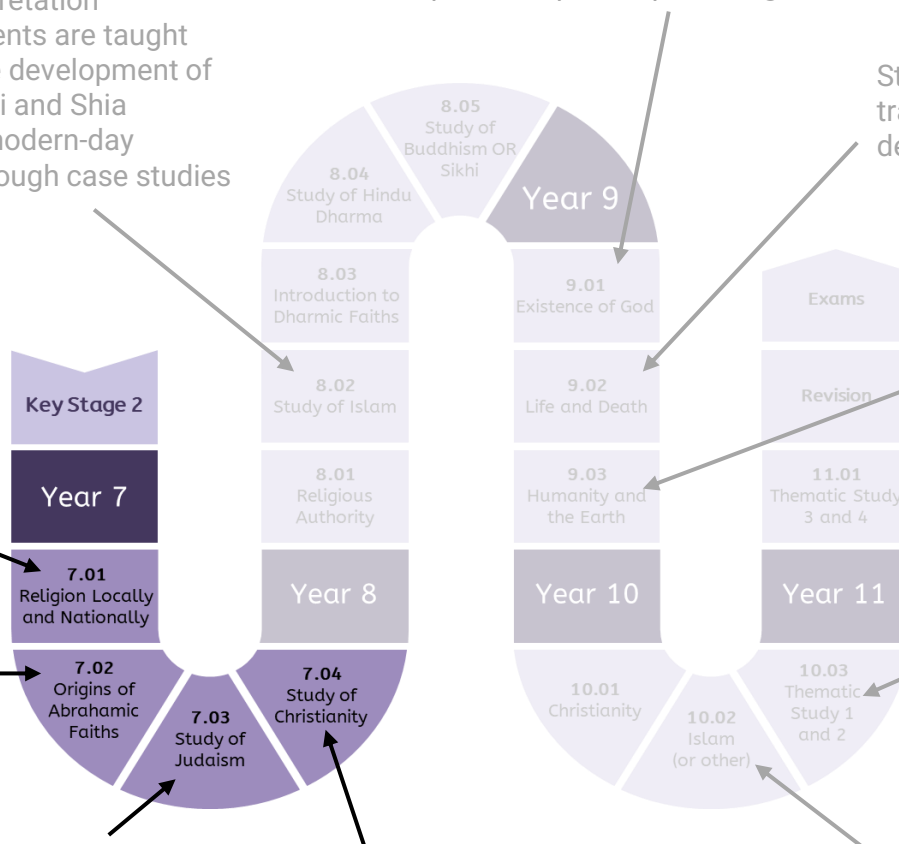 ents are taught
development of
i and Shia
modern-day
ough case studies
Key Stage 2
Year 7
7.01
Religion Locally
and Nationally
7.02
Origins of
Abrahamic
Faiths
7.03
Study of
Judaism
7.04
Study of
Christianity
Year 8
8.01
Religious
Authority
8.02
Study of Islam
8.03
Introduction to
Dharmic Faiths
8.04
Study of Hindu
Dharma
8.05
Study of
Buddhism OR
Sikhi
Year 9
9.01
Existence of God
9.02
Life and Death
9.03
Humanity and
the Earth
Year 10
10.01
Christianity
10.02
Islam
(or other)
10.03
Thematic
Study 1
and 2
Year 11
11.01
Thematic Study
3 and 4
Revision
Exams
St
tra
de